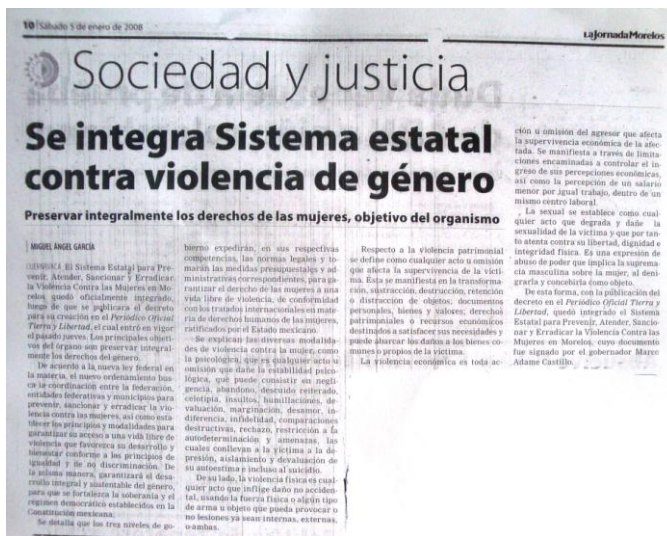 10 Sábado 5 de enero de 2008
LaJornadaMorelos
Sociedad y justicia
Se integra Sistema estatal
contra violencia de género
Preservar integralmente los derechos de las mujeres, objetivo del organismo
MIGUEL ÁNGEL GARCÍA
El Sistema Estatal para Pre-
venir, Atender, Sancionar y Erradicar
la Violencia Contra las Mujeres en Mo-
relos quedó oficialmente integrado,
luego de que se publicara el decreto
para su creación en el Periódico Oficial
Tierra y Libertad, el cual entró en vigor
el pasado jueves. Los principales objeti-
vos del órgano son preservar integral-
mente los derechos del género.
De acuerdo a la nueva ley federal en
la materia, el nuevo ordenamiento bus-
ca la coordinación entre la federación,
entidades federativas y municipios para
prevenir, sancionar y erradicar la vio-
lencia contra las mujeres, así como esta-
blecer los principios y modalidades para
garantizar su acceso a una vida libre de
violencia que favorezca su desarrollo y
bienestar conforme a los principios de
igualdad y de no discriminación. De
la misma manera, garantizará el desa-
rrollo integral y sustentable del género,
para que se fortalezca la soberanía y el
régimen democrático establecidos en la
Constitución mexicana.
Se detalla que los tres niveles de go-
bierno expedirán, en sus respectivas
competencias, las normas legales y to-
marán las medidas presupuestales y ad-
ministrativas correspondientes, para ga-
rantizar el derecho de las mujeres a una
vida libre de violencia, de conformidad
con los tratados internacionales en mate-
ria de derechos humanos de las mujeres,
ratificados por el Estado mexicano.
Se explican las diversas modalida-
des de violencia contra la mujer, como
la psicológica, que es cualquier acto u
omisión que dañe la estabilidad psico-
lógica, que puede consistir en negli-
gencia, abandono, descuido reiterado,
celotipia, insultos, humillaciones, de-
valuación, marginación, desamor, in-
diferencia, infidelidad, comparaciones
destructivas, rechazo, restricción a la
autodeterminación y amenazas, las
cuales conllevan a la víctima a la de-
presión, aislamiento y devaluación de
su autoestima e incluso al suicidio.
De su lado, la violencia física es cual-
quier acto que inflige daño no acciden-
tal, usando la fuerza física o algún tipo
de arma u objeto que pueda provocar o
no lesiones ya sean internas, externas,
o ambas.
Respecto a la violencia patrimonial
se define como cualquier acto u omisión
que afecta la supervivencia de la vícti-
ma. Esta se manifiesta en la transforma-
ción, sustracción, destrucción, retención
o distracción de objetos; documentos
personales, bienes y valores; derechos
patrimoniales o recursos económicos
destinados a satisfacer sus necesidades y
puede abarcar los daños a los bienes co-
munes o propios de la víctima.
La violencia económica es toda ac-
ción u omisión del agresor que afecta
la supervivencia económica de la afec-
tada. Se manifiesta a través de limita-
ciones encaminadas a controlar el in-
greso de sus percepciones económicas,
así como la percepción de un salario
menor por igual trabajo, dentro de un
mismo centro laboral.
La sexual se establece como cual-
quier acto que degrada y dañe la
sexualidad de la víctima y que por tan-
to atenta contra su libertad, dignidad e
integridad física. Es una expresión de
abuso de poder que implica la suprema-
cía masculina sobre la mujer, al deni-
grarla y concebirla como objeto.
De esta forma, con la publicación del
decreto en el Periódico Oficial Tierra y
Libertad, quedó integrado el Sistema
Estatal para Prevenir, Atender, Sancio-
nar y Erradicar la Violencia Contra las
Mujeres en Morelos, cuyo documento
fue signado por el gobernador Marco
Adame Castillo.